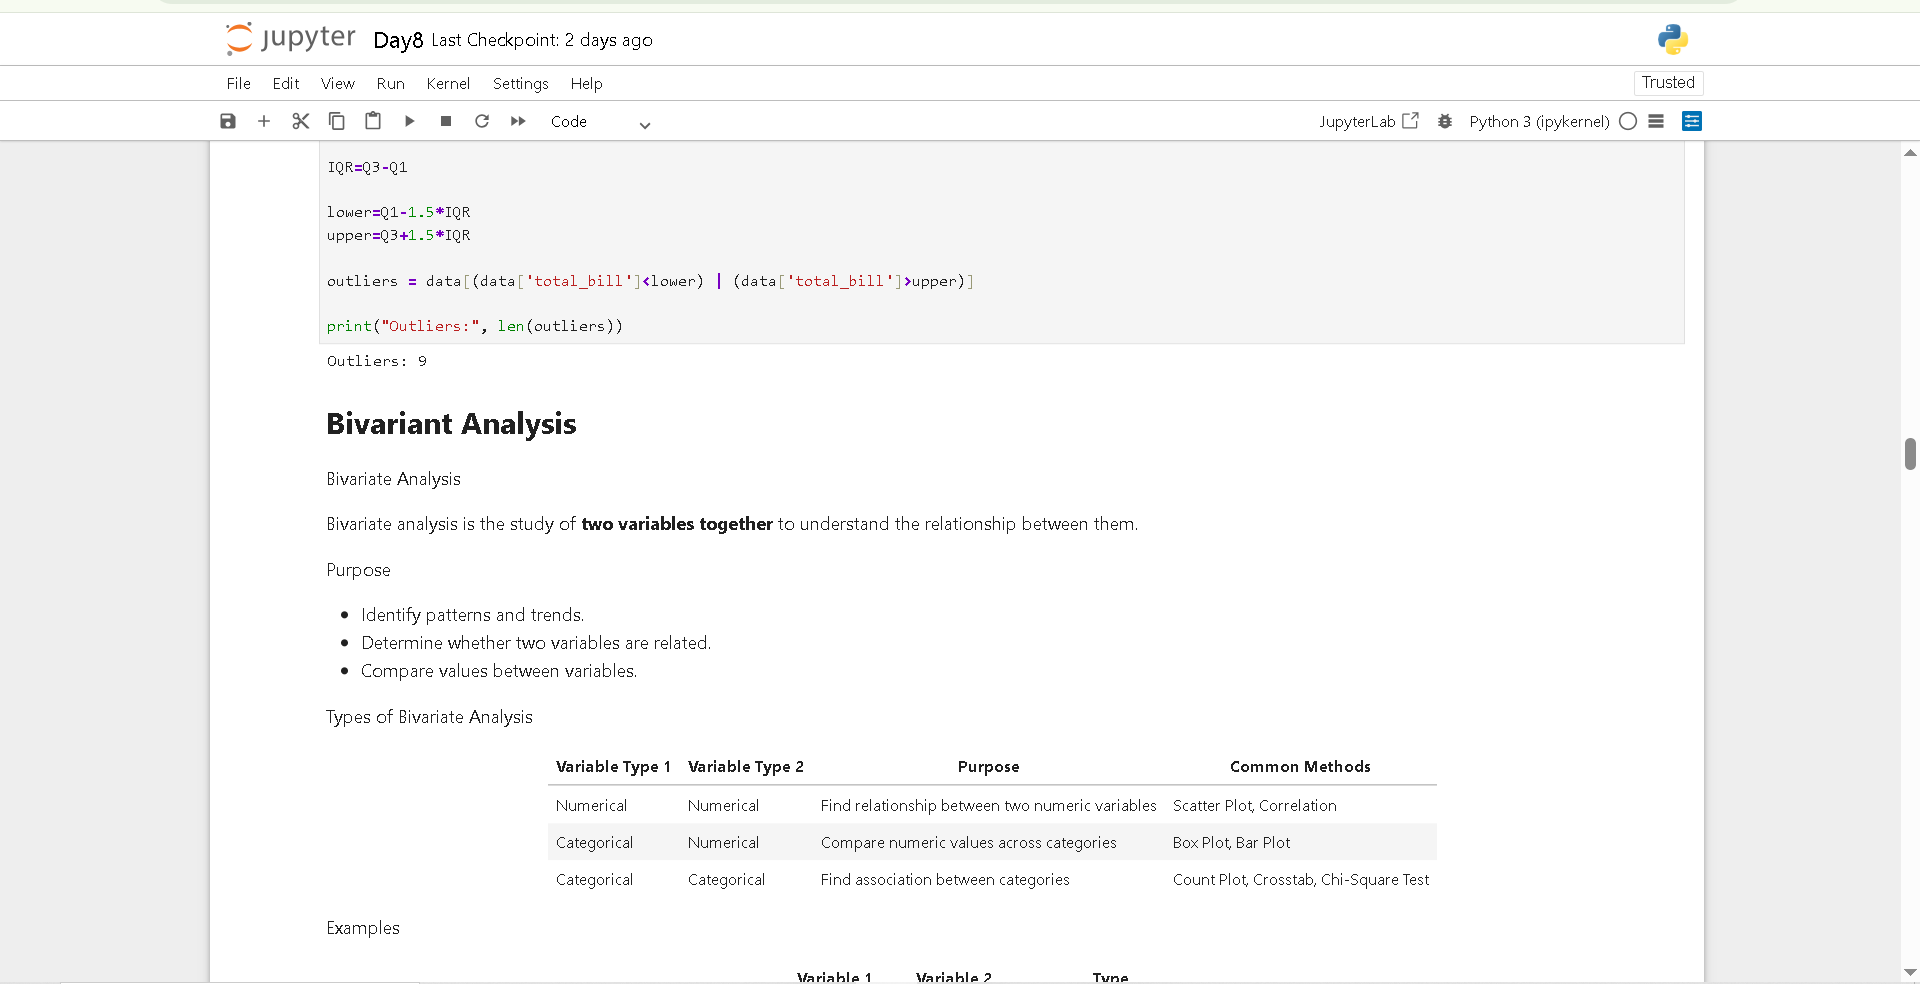 jupyter Day8 Last Checkpoint: 2 days ago
File Edit View Run Kernel Settings Help Trusted
Code JupyterLab Python 3 (ipykernel)
IQR=Q3-Q1
lower=Q1-1.5*IQR
upper=Q3+1.5*IQR
outliers = data[(data['total_bill']<lower) | (data['total_bill']>upper)]
print("Outliers:", len(outliers))
Outliers: 9
Bivariant Analysis
Bivariate Analysis
Bivariate analysis is the study of two variables together to understand the relationship between them.
Purpose
• Identify patterns and trends.
• Determine whether two variables are related.
• Compare values between variables.
Types of Bivariate Analysis
Variable Type 1 Variable Type 2 Purpose Common Methods
Numerical Numerical Find relationship between two numeric variables Scatter Plot, Correlation
Categorical Numerical Compare numeric values across categories Box Plot, Bar Plot
Categorical Categorical Find association between categories Count Plot, Crosstab, Chi-Square Test
Examples
Variable 1 Variable 2 Type